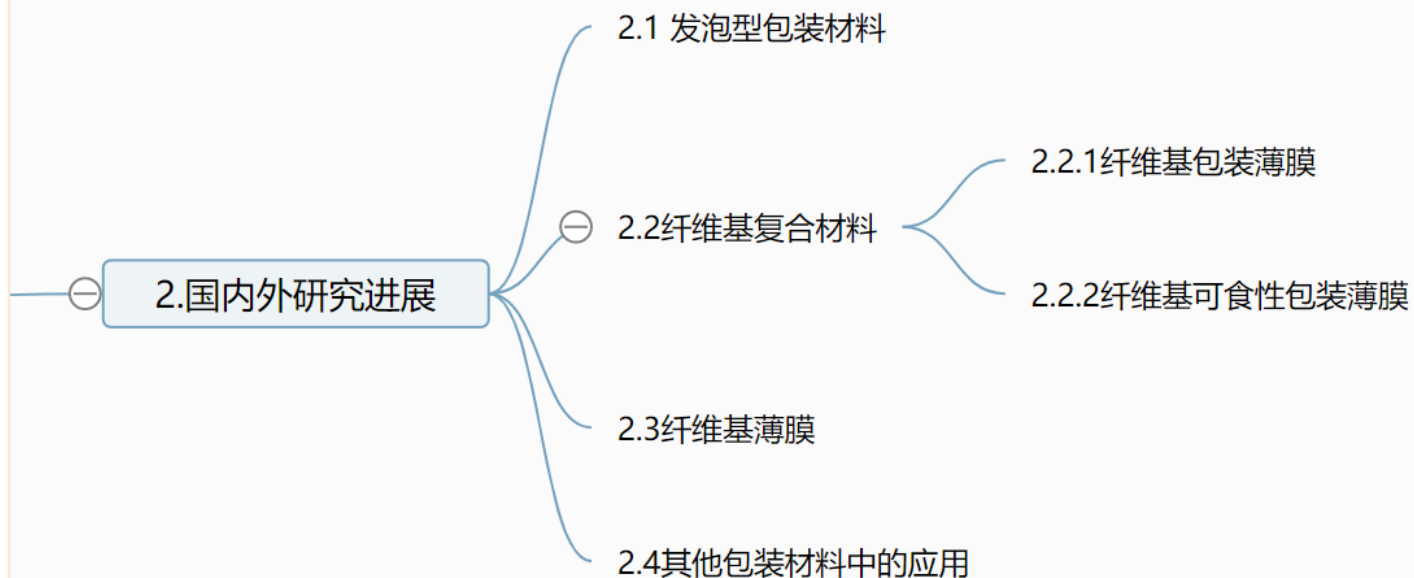 2.1 发泡型包装材料
2.2.1纤维基包装薄膜
2.2纤维基复合材料
2.国内外研究进展
2.2.2纤维基可食性包装薄膜
2.3纤维基薄膜
2.4其他包装材料中的应用